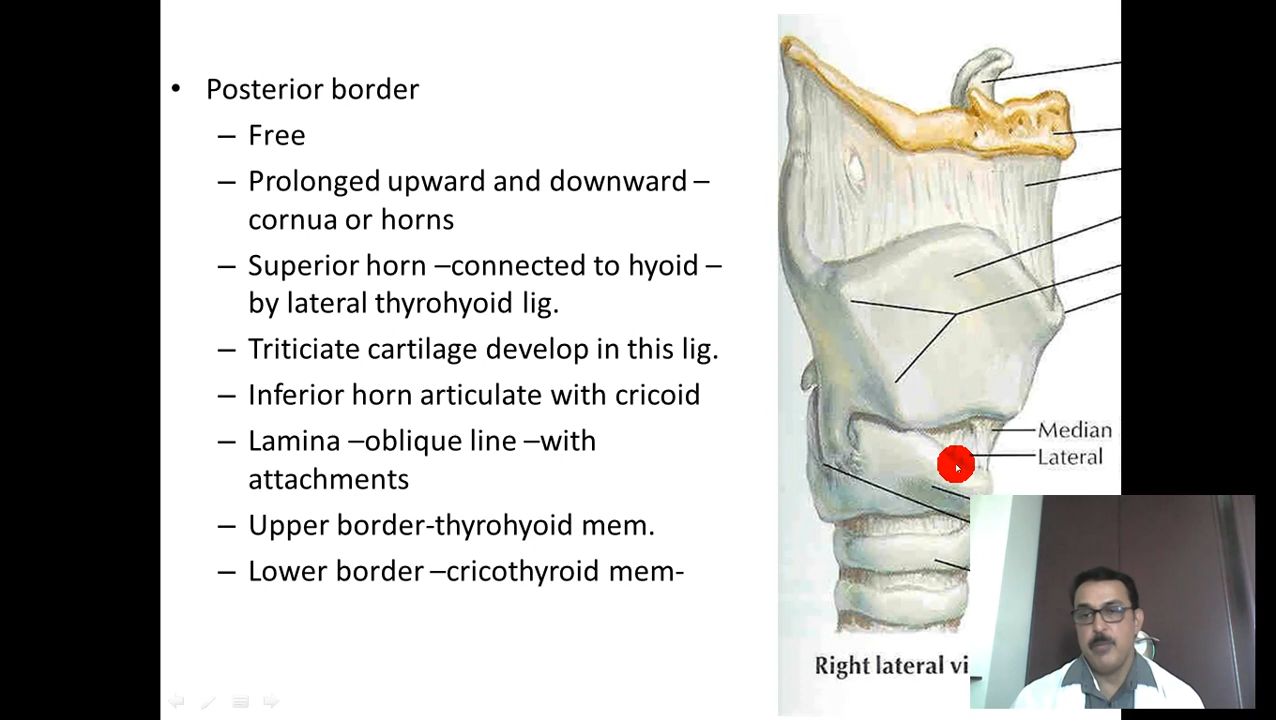 • Posterior border
– Free
– Prolonged upward and downward –
cornua or horns
– Superior horn –connected to hyoid –
by lateral thyrohyoid lig.
– Triticiate cartilage develop in this lig.
– Inferior horn articulate with cricoid
– Lamina –oblique line –with
attachments
– Upper border-thyrohyoid mem.
– Lower border –cricothyroid mem-
Median
Lateral
Right lateral vi